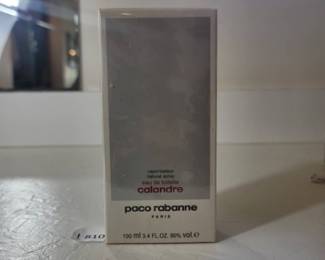 vaporisateur
natural spray
eau de toilette
calandre
paco rabanne
PARIS
100 ml 3.4 FL.OZ. 80% vol.e